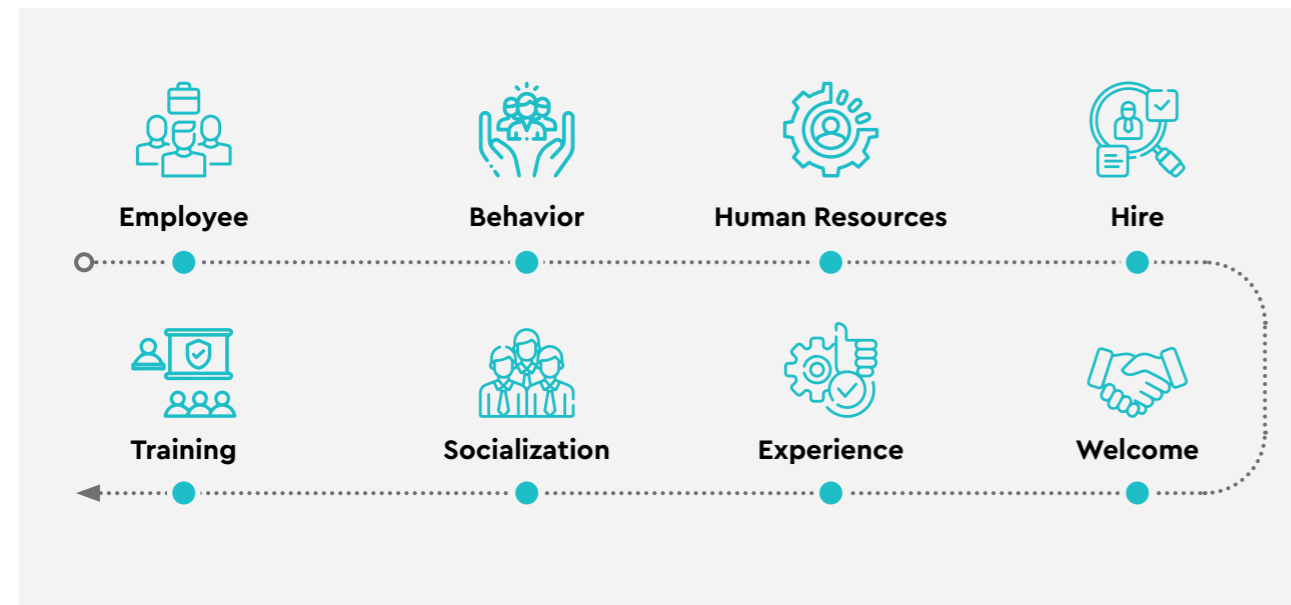 Employee
Behavior
Human Resources
Hire
Training
Socialization
Experience
Welcome